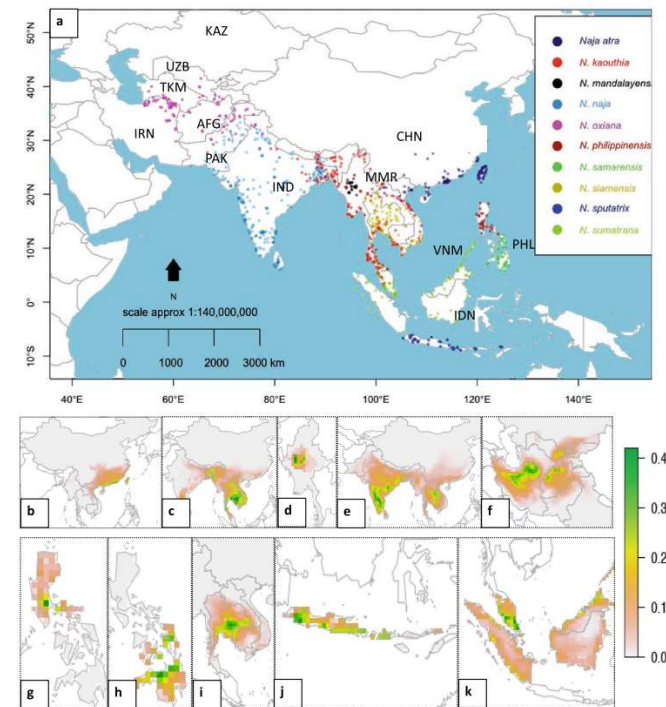 a
KAZ
UZB
TKM
IRN
AFG
PAK
IND
CHN
MMR
VNM
PHL
IDN
Naja atra
N. kaouthia
N. mandalayens
N. naja
N. oxiana
N. philippinensis
N. samarensis
N. siamensis
N. sputatrix
N. sumatrana
N
scale approx 1:140,000,000
0 1000 2000 3000 km
50°N
40°N
30°N
20°N
10°N
0°
10°S
40°E 60°E 80°E 100°E 120°E 140°E
b c d e f
g h i j k
0.4
0.3
0.2
0.1
0.0